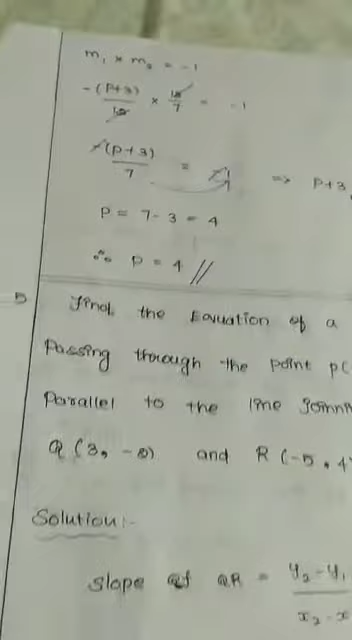 m₁ × m₂ = -1
-(P+3)/18 × 18/7 = -1
-(P+3)/7 = -1 ⇒ P+3
P = 7-3 = 4
∴ P = 4 //
5 Find the Equation of a
Passing through the point P(
Parallel to the line
Q (3, -8) and R (-5, 4
Solution:-
Slope of QR = y₂-y₁ / x₂-x